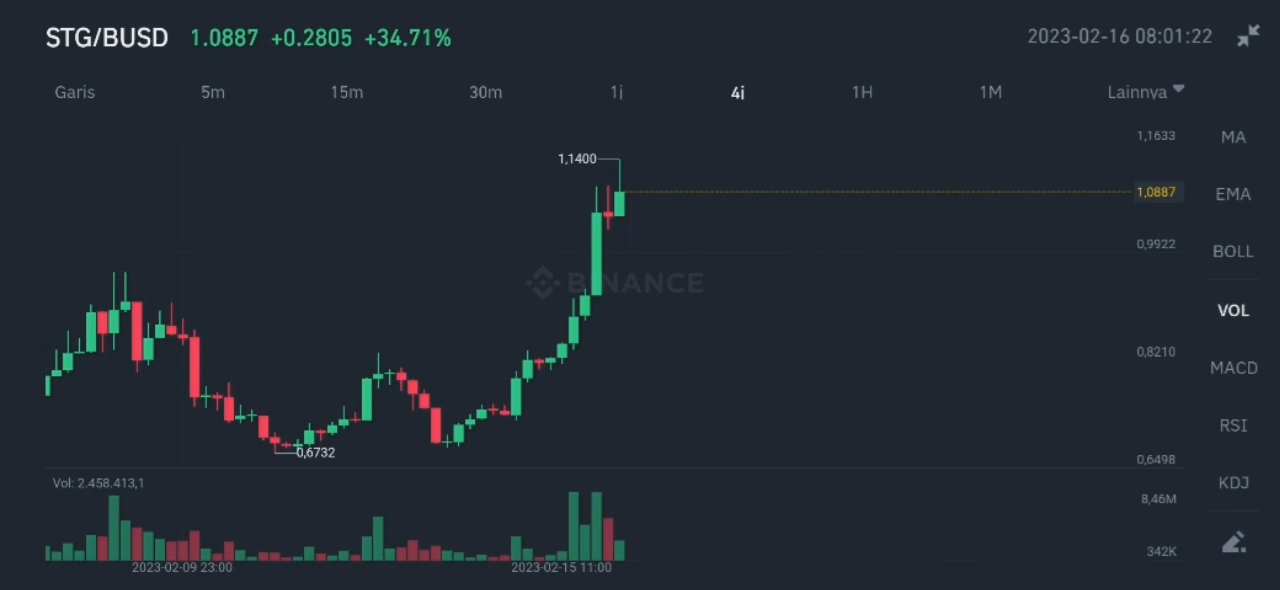 STG/BUSD 1.0887 +0.2805 +34.71% 2023-02-16 08:01:22
Garis 5m 15m 30m 1j 4j 1H 1M Lainnya
1,1633
MA
1,1400
1,0887
EMA
0,9922
BOLL
BINANCE
VOL
0,8210
MACD
RSI
0,6732
0,6498
Vol: 2.458.413,1
KDJ
8,46M
342K
2023-02-09 23:00 2023-02-15 11:00